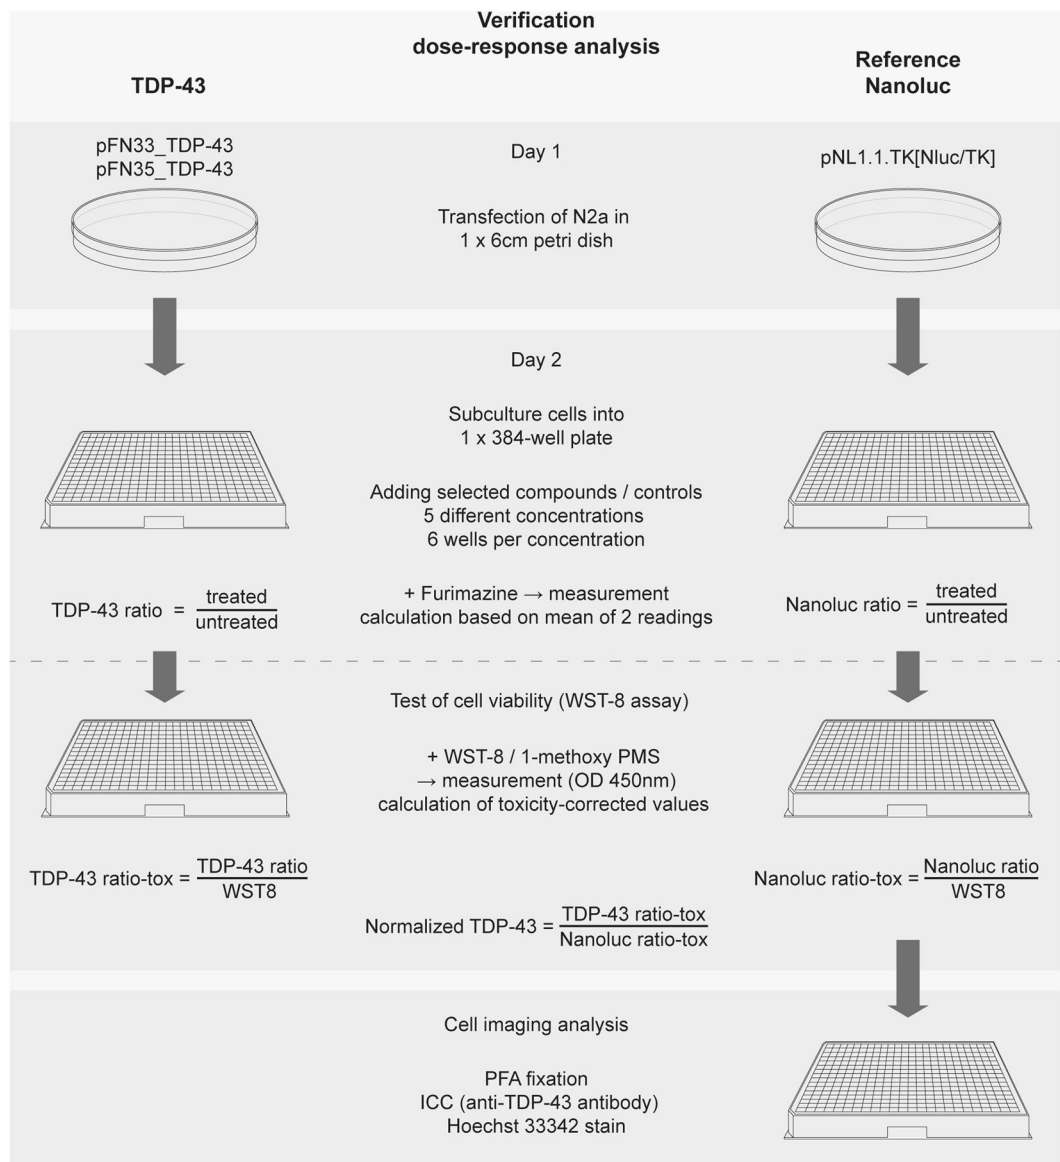 Verification
dose-response analysis
TDP-43
Reference
Nanoluc
pFN33_TDP-43
pFN35_TDP-43
Day 1
pNL1.1.TK[Nluc/TK]
Transfection of N2a in
1 x 6cm petri dish
Day 2
Subculture cells into
1 x 384-well plate
Adding selected compounds / controls
5 different concentrations
6 wells per concentration
TDP-43 ratio = treated
untreated
+ Furimazine → measurement
calculation based on mean of 2 readings
Nanoluc ratio = treated
untreated
Test of cell viability (WST-8 assay)
+ WST-8 / 1-methoxy PMS
→ measurement (OD 450nm)
calculation of toxicity-corrected values
TDP-43 ratio-tox = TDP-43 ratio
WST8
Nanoluc ratio-tox = Nanoluc ratio
WST8
Normalized TDP-43 = TDP-43 ratio-tox
Nanoluc ratio-tox
Cell imaging analysis
PFA fixation
ICC (anti-TDP-43 antibody)
Hoechst 33342 stain